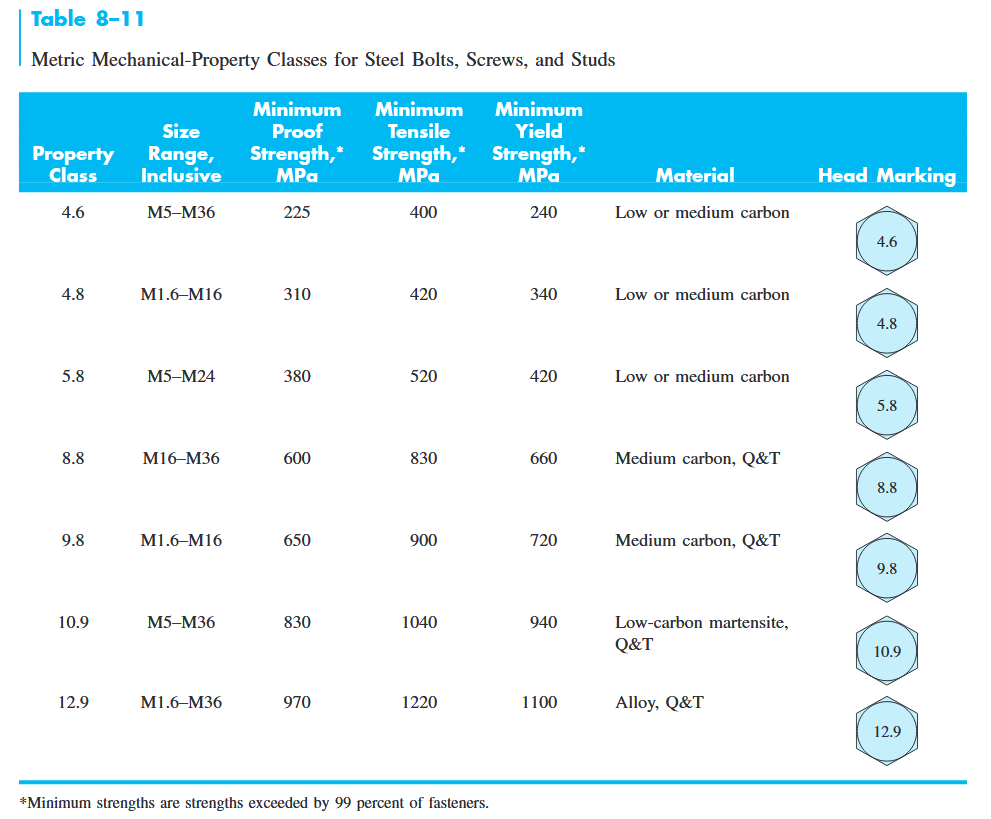 Table 8–11
Metric Mechanical-Property Classes for Steel Bolts, Screws, and Studs
Property Class Size Range, Inclusive Minimum Proof Strength,* MPa Minimum Tensile Strength,* MPa Minimum Yield Strength,* MPa Material Head Marking
4.6 M5–M36 225 400 240 Low or medium carbon 4.6
4.8 M1.6–M16 310 420 340 Low or medium carbon 4.8
5.8 M5–M24 380 520 420 Low or medium carbon 5.8
8.8 M16–M36 600 830 660 Medium carbon, Q&T 8.8
9.8 M1.6–M16 650 900 720 Medium carbon, Q&T 9.8
10.9 M5–M36 830 1040 940 Low-carbon martensite, Q&T 10.9
12.9 M1.6–M36 970 1220 1100 Alloy, Q&T 12.9
*Minimum strengths are strengths exceeded by 99 percent of fasteners.